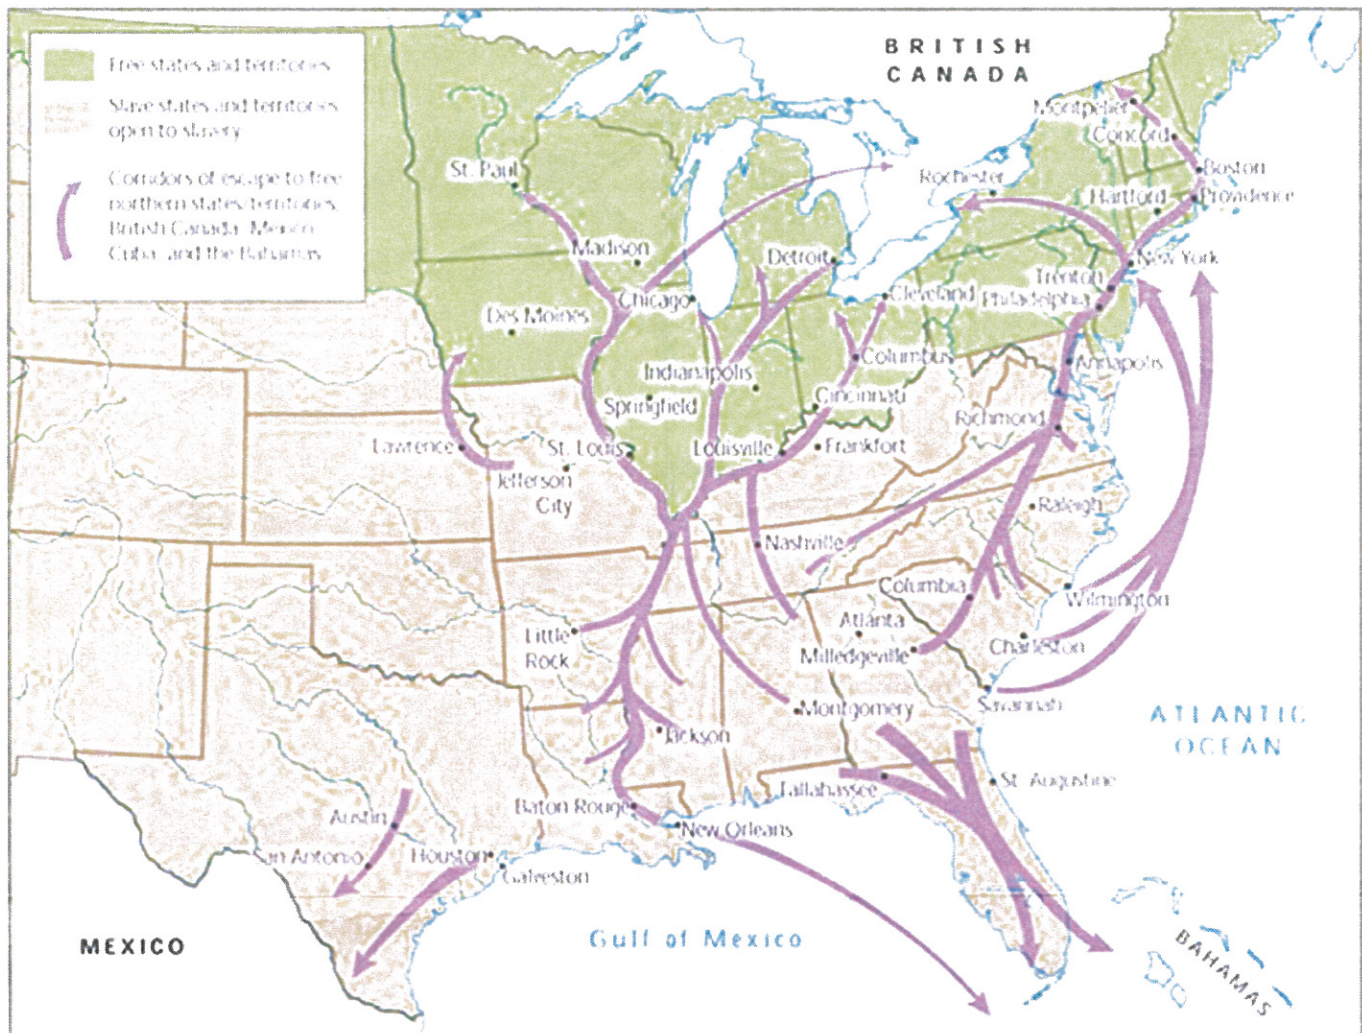 Free states and territories
Slave states and territories
open to slavery
Corridors of escape to free
northern states/territories,
British Canada, Mexico
Cuba, and the Bahamas
BRITISH
CANADA
Montpelier
Concord
St. Paul
Rochester
Boston
Hartford
Providence
Madison
Detroit
New York
Trenton
Chicago
Cleveland
Philadelphia
Des Moines
Columbus
Annapolis
Indianapolis
Springfield
Cincinnati
Richmond
Lawrence
St. Louis
Louisville
Frankfort
Jefferson
City
Raleigh
Nashville
Columbia
Wilmington
Atlanta
Little
Rock
Charleston
Milledgeville
Savannah
Montgomery
ATLANTIC
OCEAN
Jackson
St. Augustine
Tallahassee
Baton Rouge
Austin
New Orleans
San Antonio
Houston
Galveston
MEXICO
Gulf of Mexico
BAHAMAS